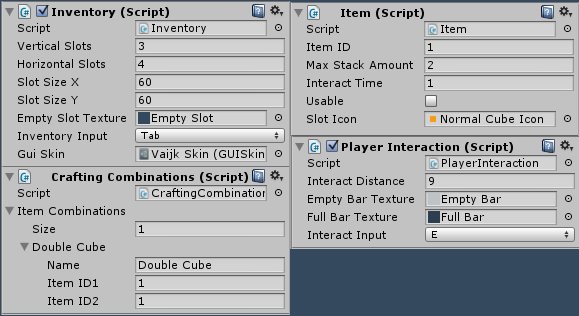 Inventory (Script)
Script Inventory
Vertical Slots 3
Horizontal Slots 4
Slot Size X 60
Slot Size Y 60
Empty Slot Texture Empty Slot
Inventory Input Tab
Gui Skin Vaijk Skin (GUISkin
Crafting Combinations (Script)
Script CraftingCombination
Item Combinations
Size 1
Double Cube
Name Double Cube
Item ID1 1
Item ID2 1
Item (Script)
Script Item
Item ID 1
Max Stack Amount 2
Interact Time 1
Usable
Slot Icon Normal Cube Icon
Player Interaction (Script)
Script PlayerInteraction
Interact Distance 9
Empty Bar Texture Empty Bar
Full Bar Texture Full Bar
Interact Input E